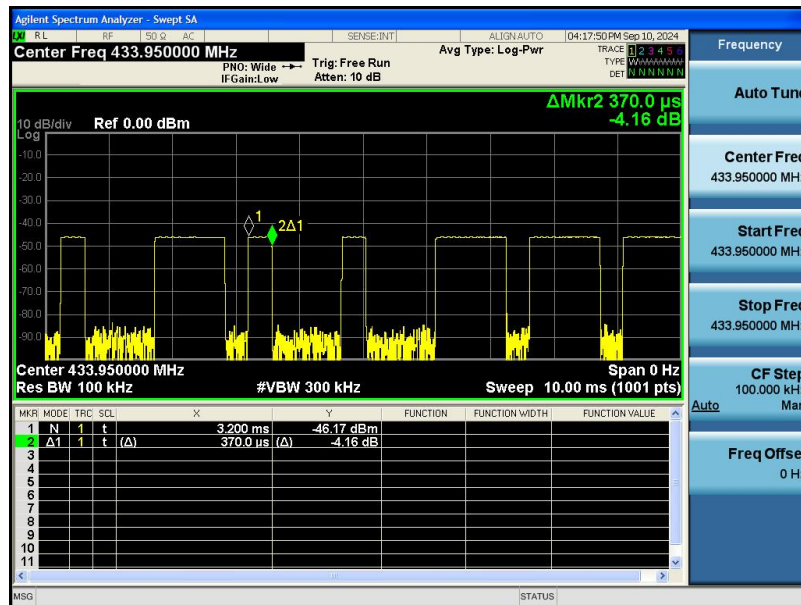 Agilent Spectrum Analyzer - Swept SA
LXI RL RF 50 Ω AC SENSE:INT ALIGN AUTO 04:17:50 PM Sep 10, 2024
Center Freq 433.950000 MHz
PNO: Wide
IFGain:Low
Trig: Free Run
Atten: 10 dB
Avg Type: Log-Pwr
TRACE 1 2 3 4 5 6
TYPE WWWWWW
DET N N N N N N
ΔMkr2 370.0 µs
-4.16 dB
10 dB/div Ref 0.00 dBm
Log
-10.0
-20.0
-30.0
-40.0
-50.0
-60.0
-70.0
-80.0
-90.0
1
2Δ1
Center 433.950000 MHz Span 0 Hz
Res BW 100 kHz #VBW 300 kHz Sweep 10.00 ms (1001 pts)
MKR MODE TRC SCL X Y FUNCTION FUNCTION WIDTH FUNCTION VALUE
1 N 1 t 3.200 ms -46.17 dBm
2 Δ1 1 t (Δ) 370.0 µs (Δ) -4.16 dB
3
4
5
6
7
8
9
10
11
MSG STATUS
Frequency
Auto Tune
Center Freq
433.950000 MHz
Start Freq
433.950000 MHz
Stop Freq
433.950000 MHz
CF Step
100.000 kHz
Auto Man
Freq Offset
0 Hz